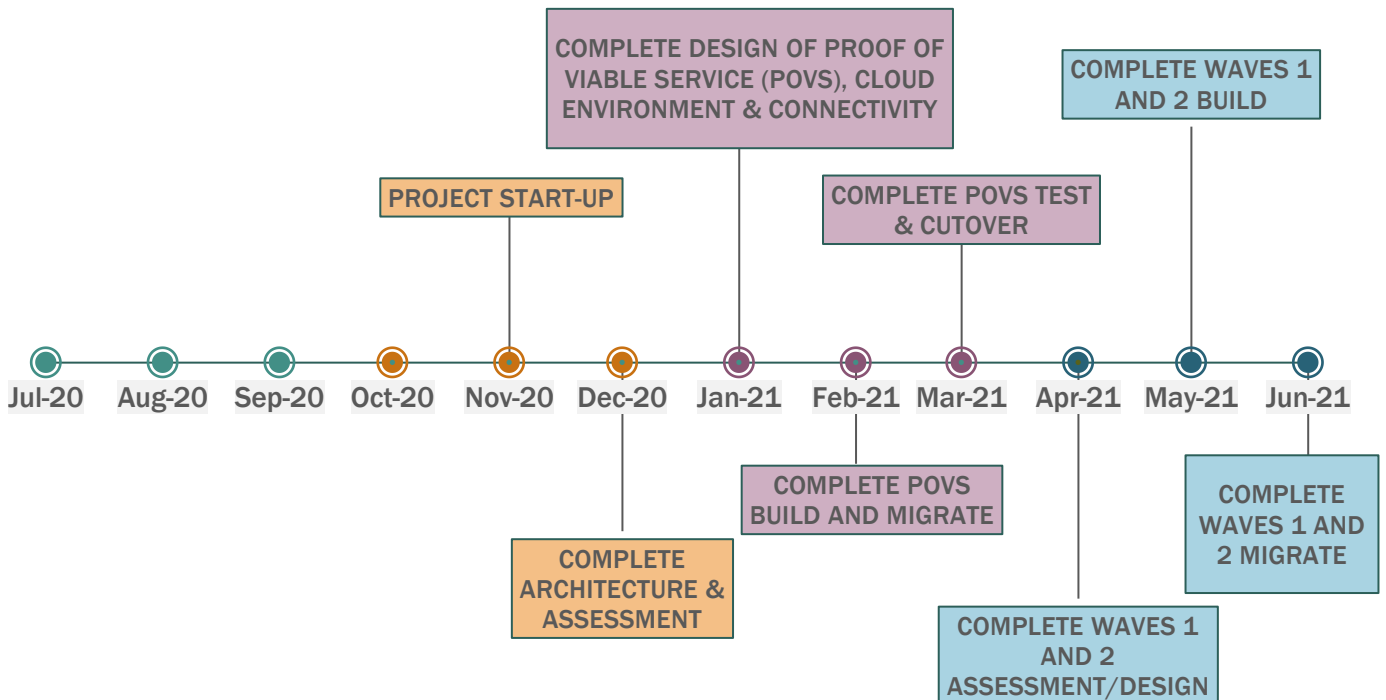 COMPLETE DESIGN OF PROOF OF
VIABLE SERVICE (POVS), CLOUD
ENVIRONMENT & CONNECTIVITY
COMPLETE WAVES 1
AND 2 BUILD
PROJECT START-UP
COMPLETE POVS TEST
& CUTOVER
Jul-20 Aug-20 Sep-20 Oct-20 Nov-20 Dec-20 Jan-21 Feb-21 Mar-21 Apr-21 May-21 Jun-21
COMPLETE POVS
BUILD AND MIGRATE
COMPLETE
WAVES 1 AND
2 MIGRATE
COMPLETE
ARCHITECTURE &
ASSESSMENT
COMPLETE WAVES 1
AND 2
ASSESSMENT/DESIGN